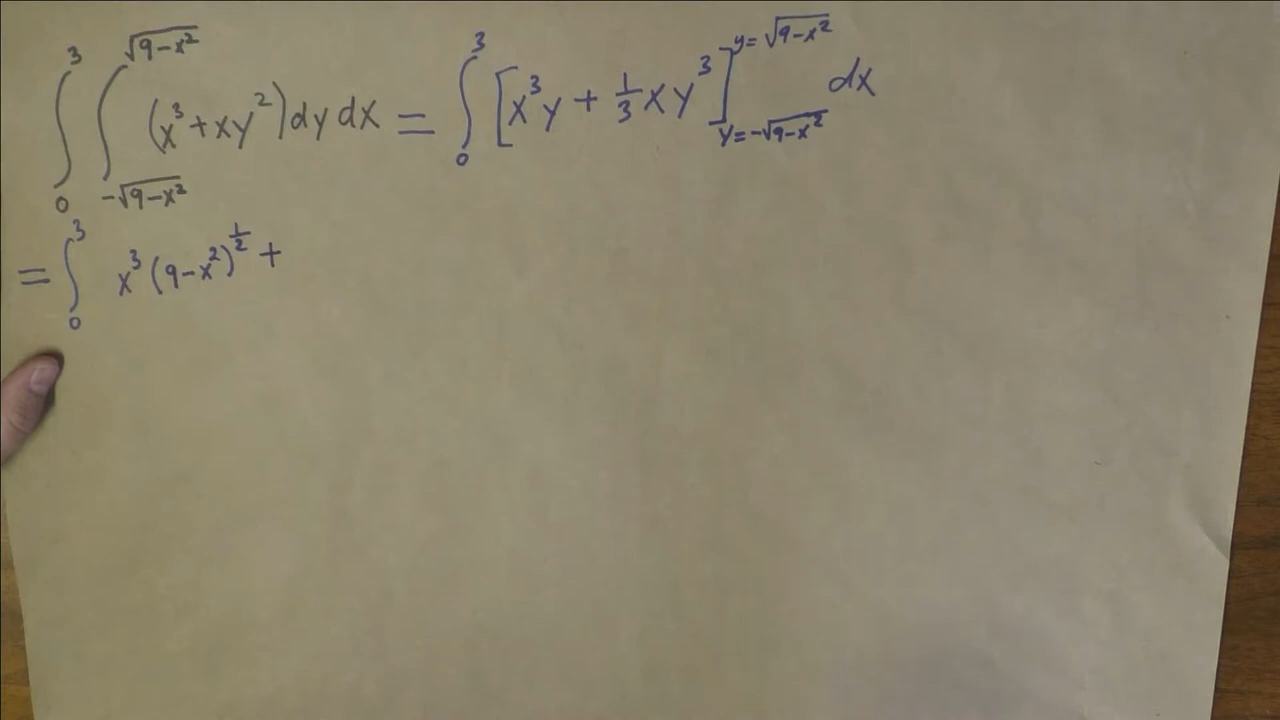 ∫₀³ ∫_{-√(9-x²)}^{√(9-x²)} (x³+xy²)dy dx = ∫₀³ [x³y + 1/3 xy³]_{y=-√(9-x²)}^{y=√(9-x²)} dx
= ∫₀³ x³(9-x²)^{1/2} +